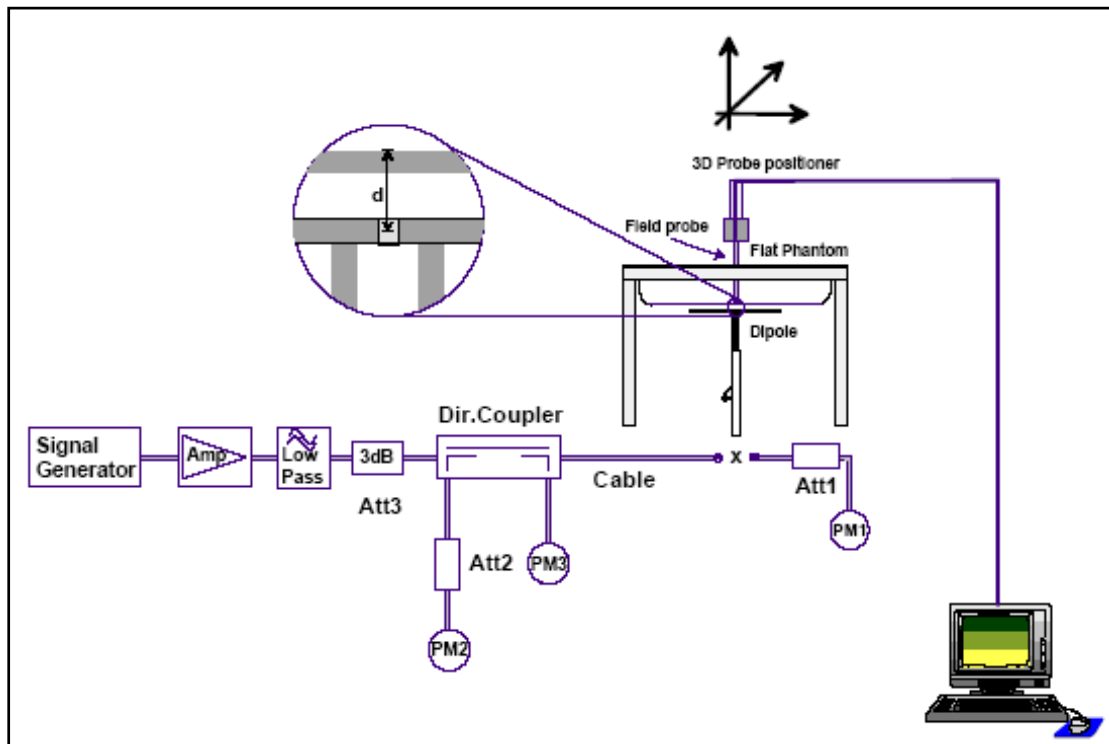 3D Probe positioner
d
Field probe
Flat Phantom
Dipole
Dir.Coupler
Signal
Generator
Amp
Low
Pass
3dB
Cable
x
Att1
Att3
PM1
Att2
PM3
PM2